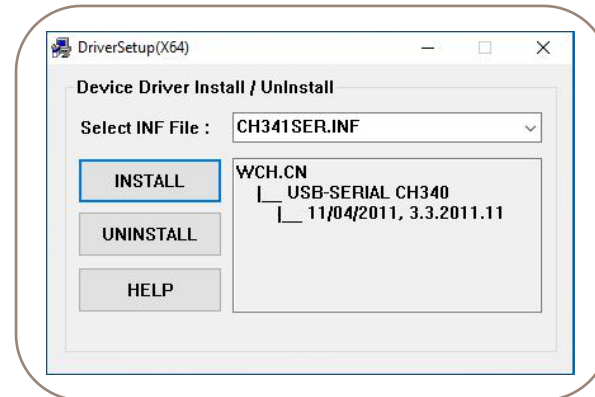 DriverSetup(X64)
Device Driver Install / UnInstall
Select INF File :
CH341SER.INF
INSTALL
WCH.CN
|__ USB-SERIAL CH340
|__ 11/04/2011, 3.3.2011.11
UNINSTALL
HELP